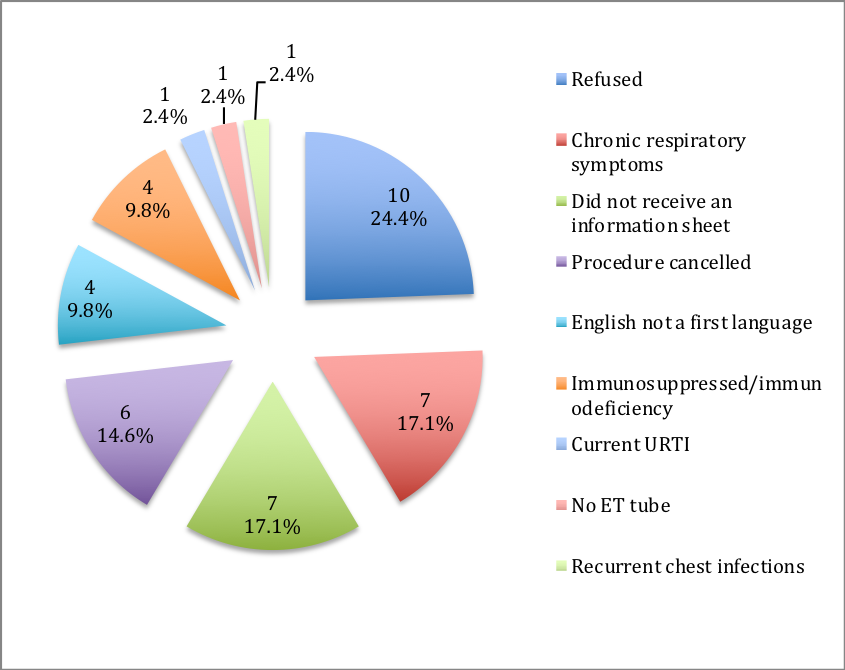 1
2.4%
1
2.4%
1
2.4%
10
24.4%
7
17.1%
7
17.1%
6
14.6%
4
9.8%
4
9.8%
Refused
Chronic respiratory
symptoms
Did not receive an
information sheet
Procedure cancelled
English not a first language
Immunosuppressed/immun
odeficiency
Current URTI
No ET tube
Recurrent chest infections